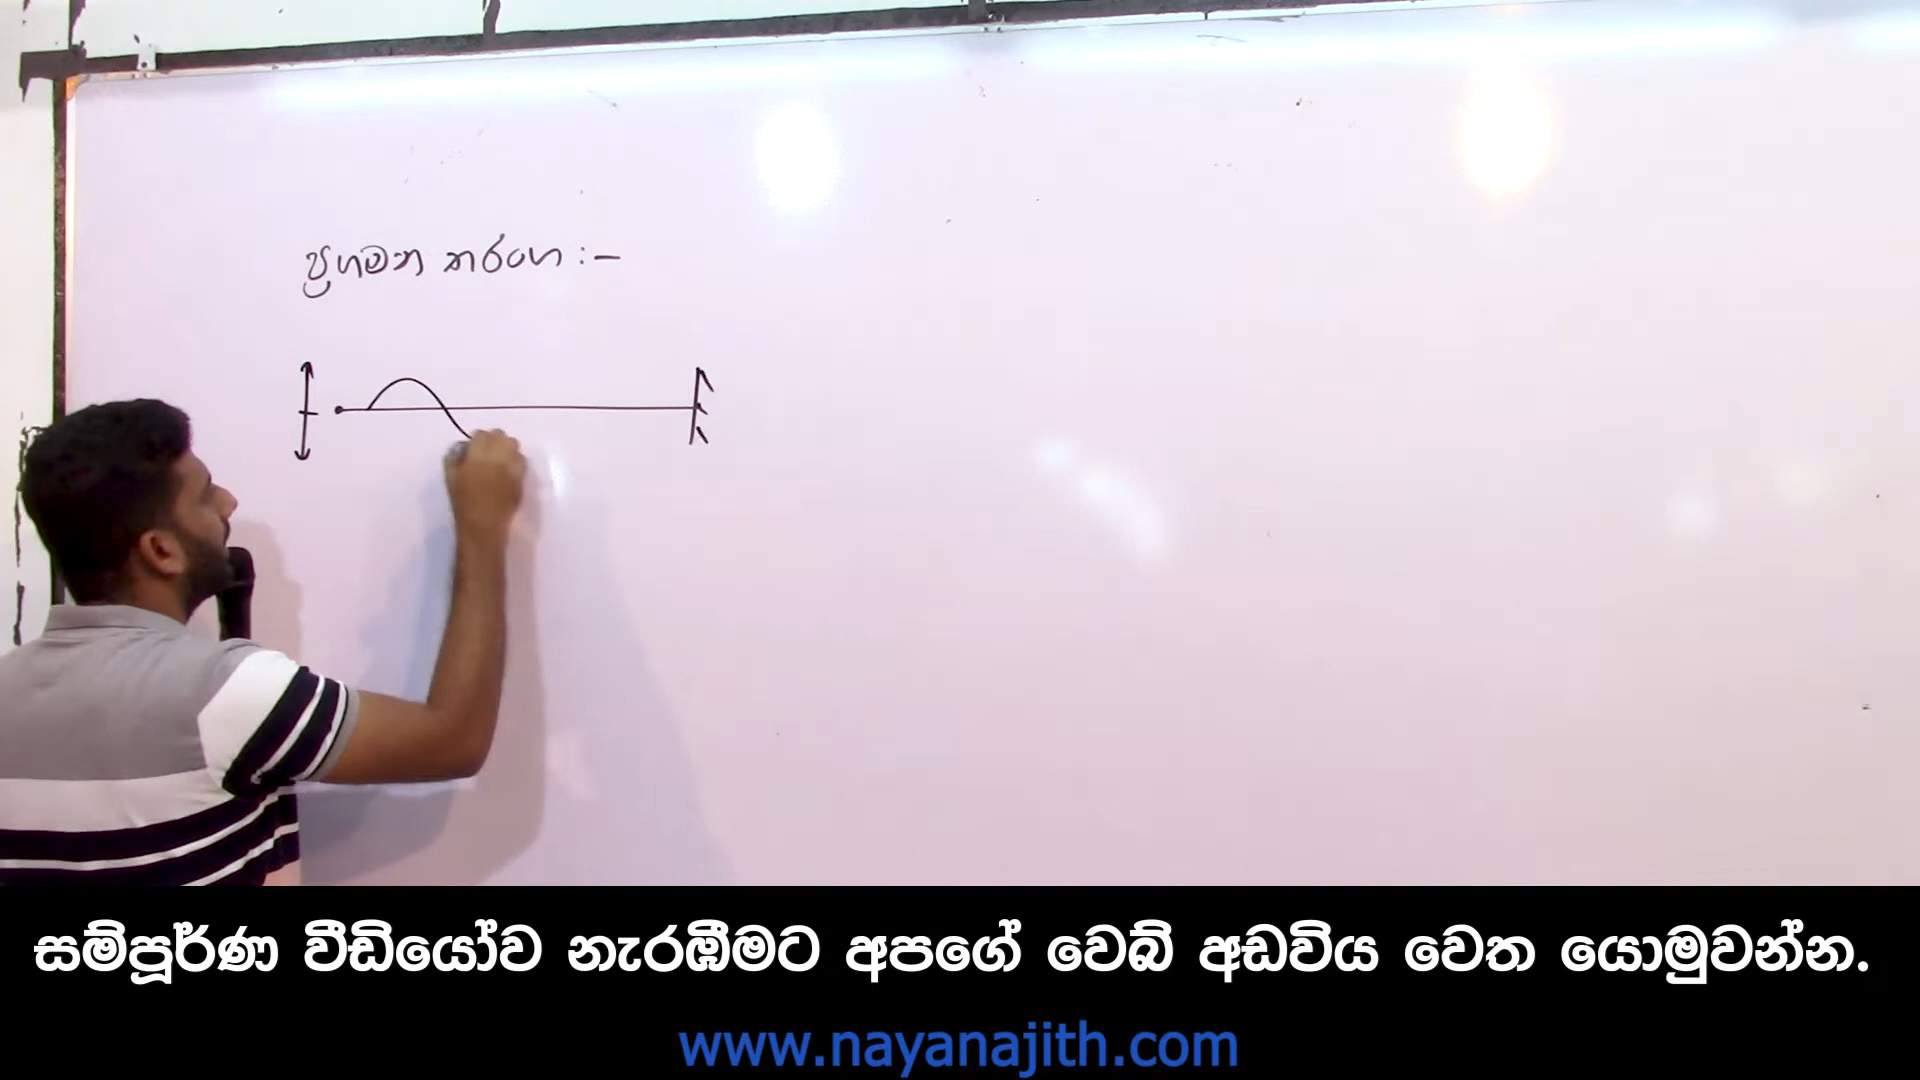 ප්‍රගමන තරංග :–
සම්පූර්ණ වීඩියෝව නැරඹීමට අපගේ වෙබ් අඩවිය වෙත යොමුවන්න.
www.nayanajith.com